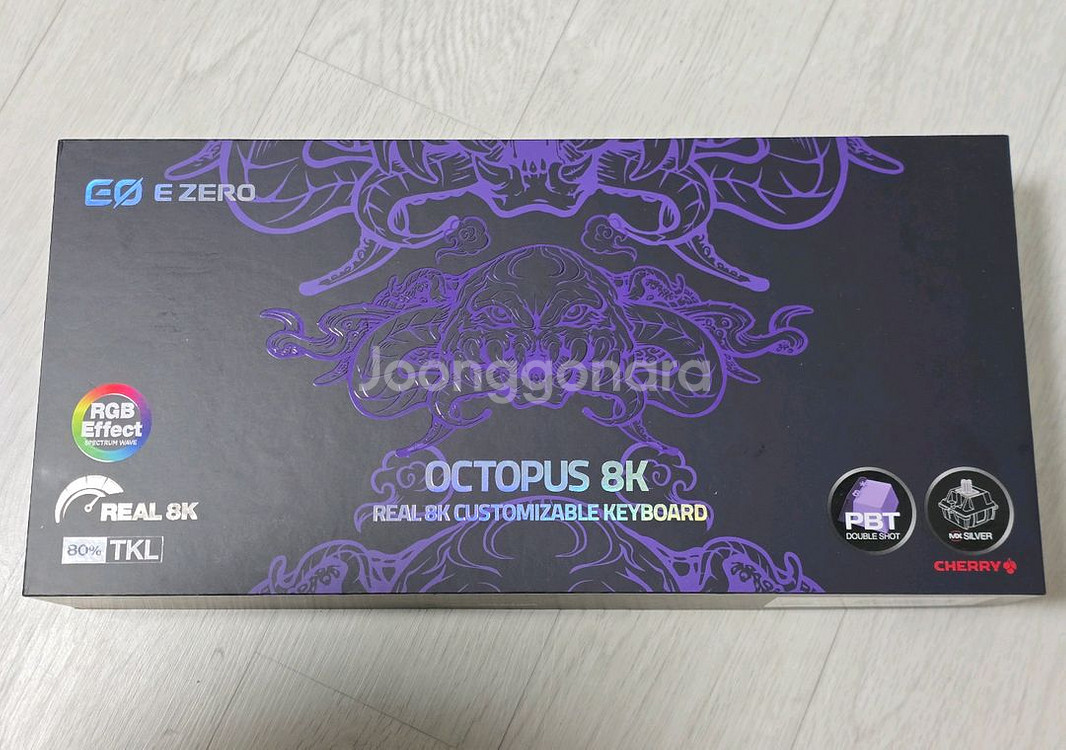 E0 E ZERO
Joonggonara
RGB
Effect
SPECTRUM WAVE
OCTOPUS 8K
REAL 8K CUSTOMIZABLE KEYBOARD
REAL 8K
80% TKL
PBT
DOUBLE SHOT
MX SILVER
CHERRY